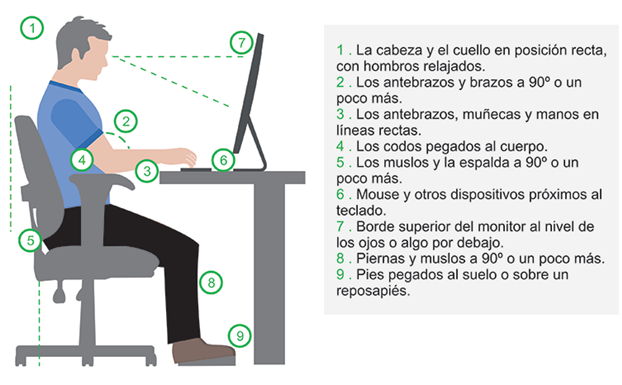 1
7
2
4
3
6
5
8
9
1 . La cabeza y el cuello en posición recta,
con hombros relajados.
2 . Los antebrazos y brazos a 90º o un
poco más.
3 . Los antebrazos, muñecas y manos en
líneas rectas.
4 . Los codos pegados al cuerpo.
5 . Los muslos y la espalda a 90º o un
poco más.
6 . Mouse y otros dispositivos próximos al
teclado.
7 . Borde superior del monitor al nivel de
los ojos o algo por debajo.
8 . Piernas y muslos a 90º o un poco más.
9 . Pies pegados al suelo o sobre un
reposapiés.